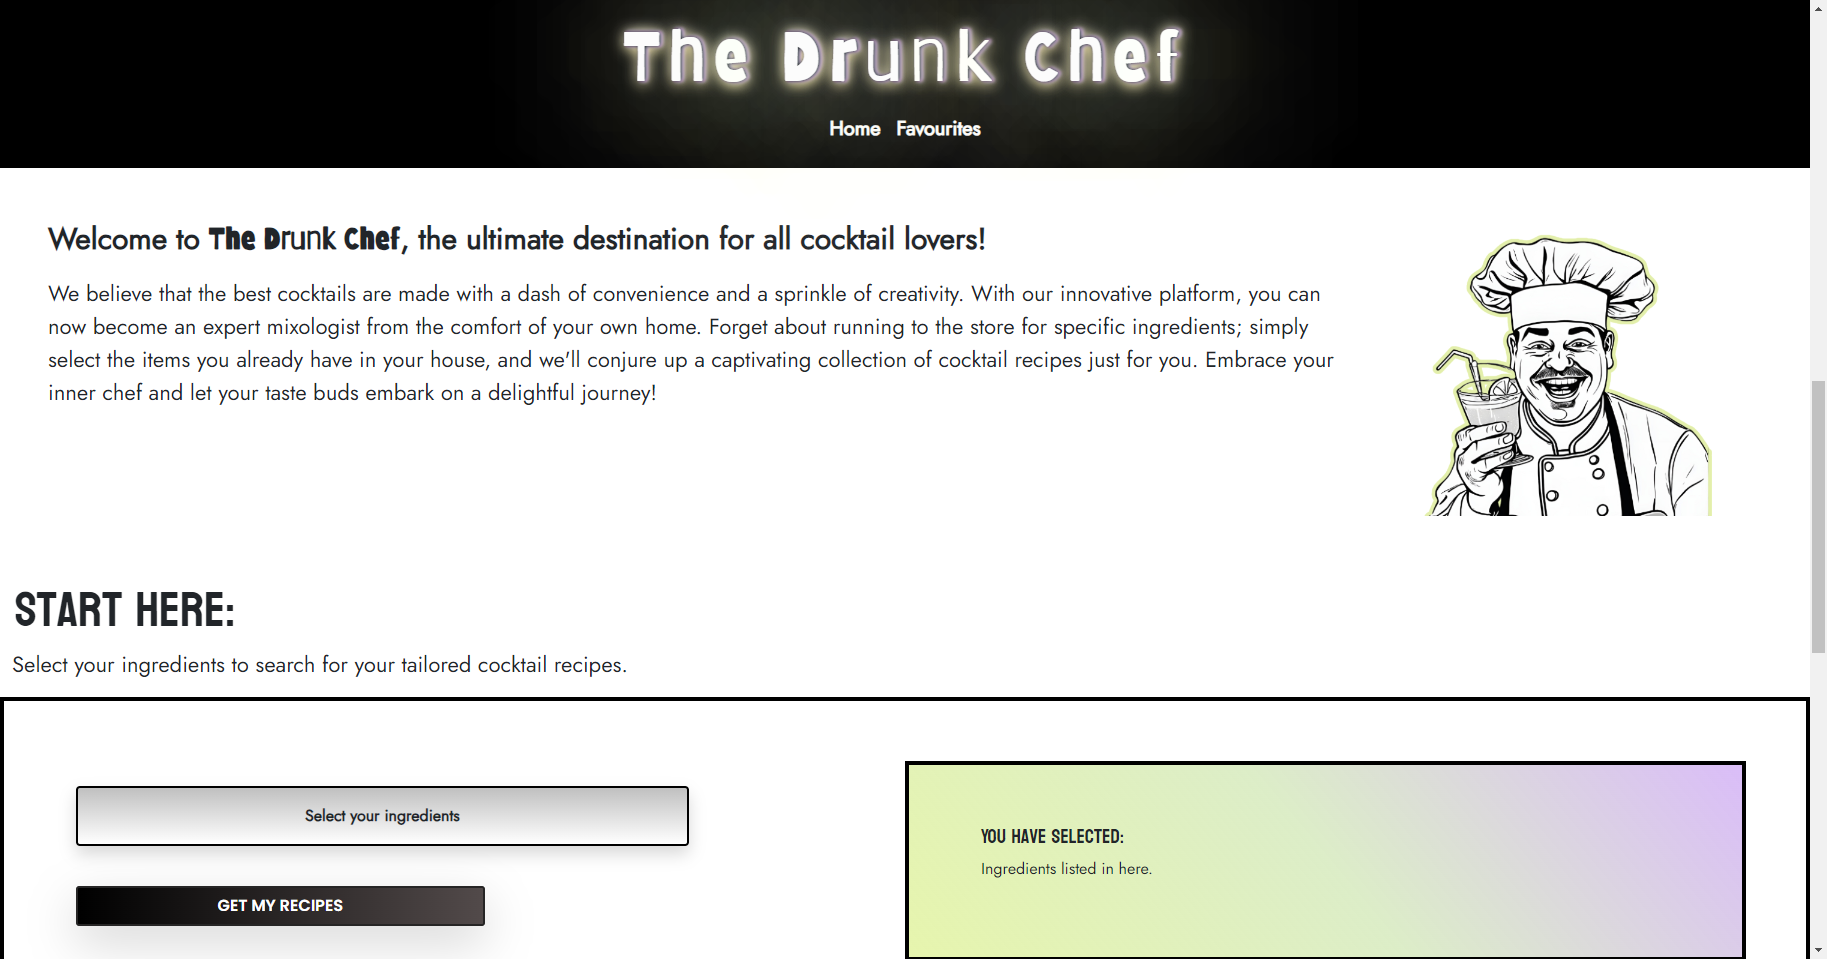 The Drunk Chef
Home Favourites
Welcome to The Drunk Chef, the ultimate destination for all cocktail lovers!
We believe that the best cocktails are made with a dash of convenience and a sprinkle of creativity. With our innovative platform, you can
now become an expert mixologist from the comfort of your own home. Forget about running to the store for specific ingredients; simply
select the items you already have in your house, and we'll conjure up a captivating collection of cocktail recipes just for you. Embrace your
inner chef and let your taste buds embark on a delightful journey!
START HERE:
Select your ingredients to search for your tailored cocktail recipes.
Select your ingredients
GET MY RECIPES
YOU HAVE SELECTED:
Ingredients listed in here.